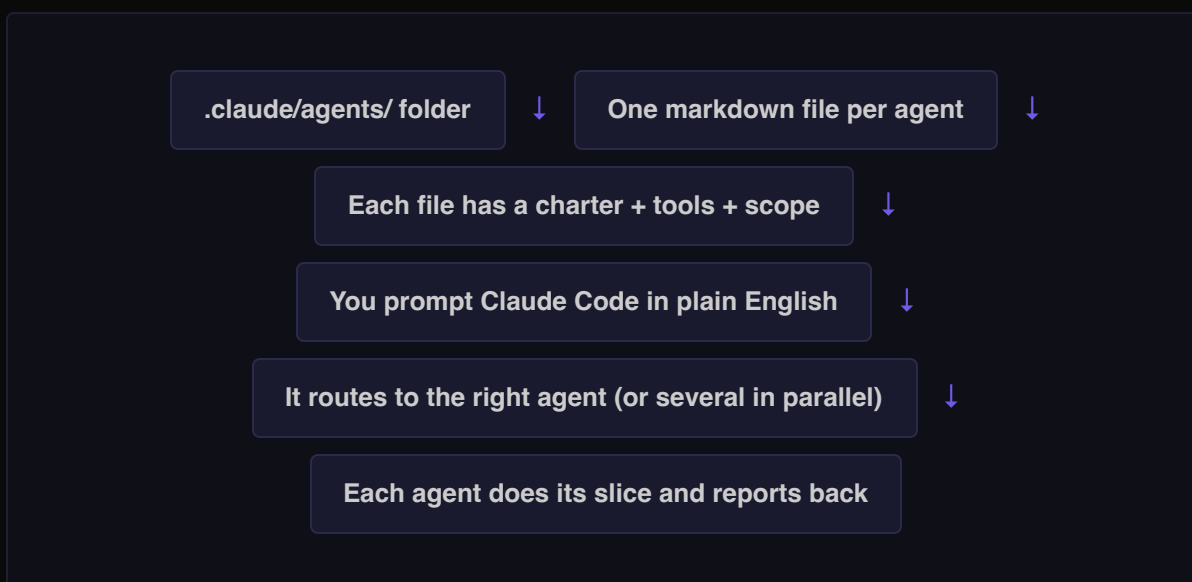 .claude/agents/ folder ↓ One markdown file per agent ↓
Each file has a charter + tools + scope ↓
You prompt Claude Code in plain English ↓
It routes to the right agent (or several in parallel) ↓
Each agent does its slice and reports back